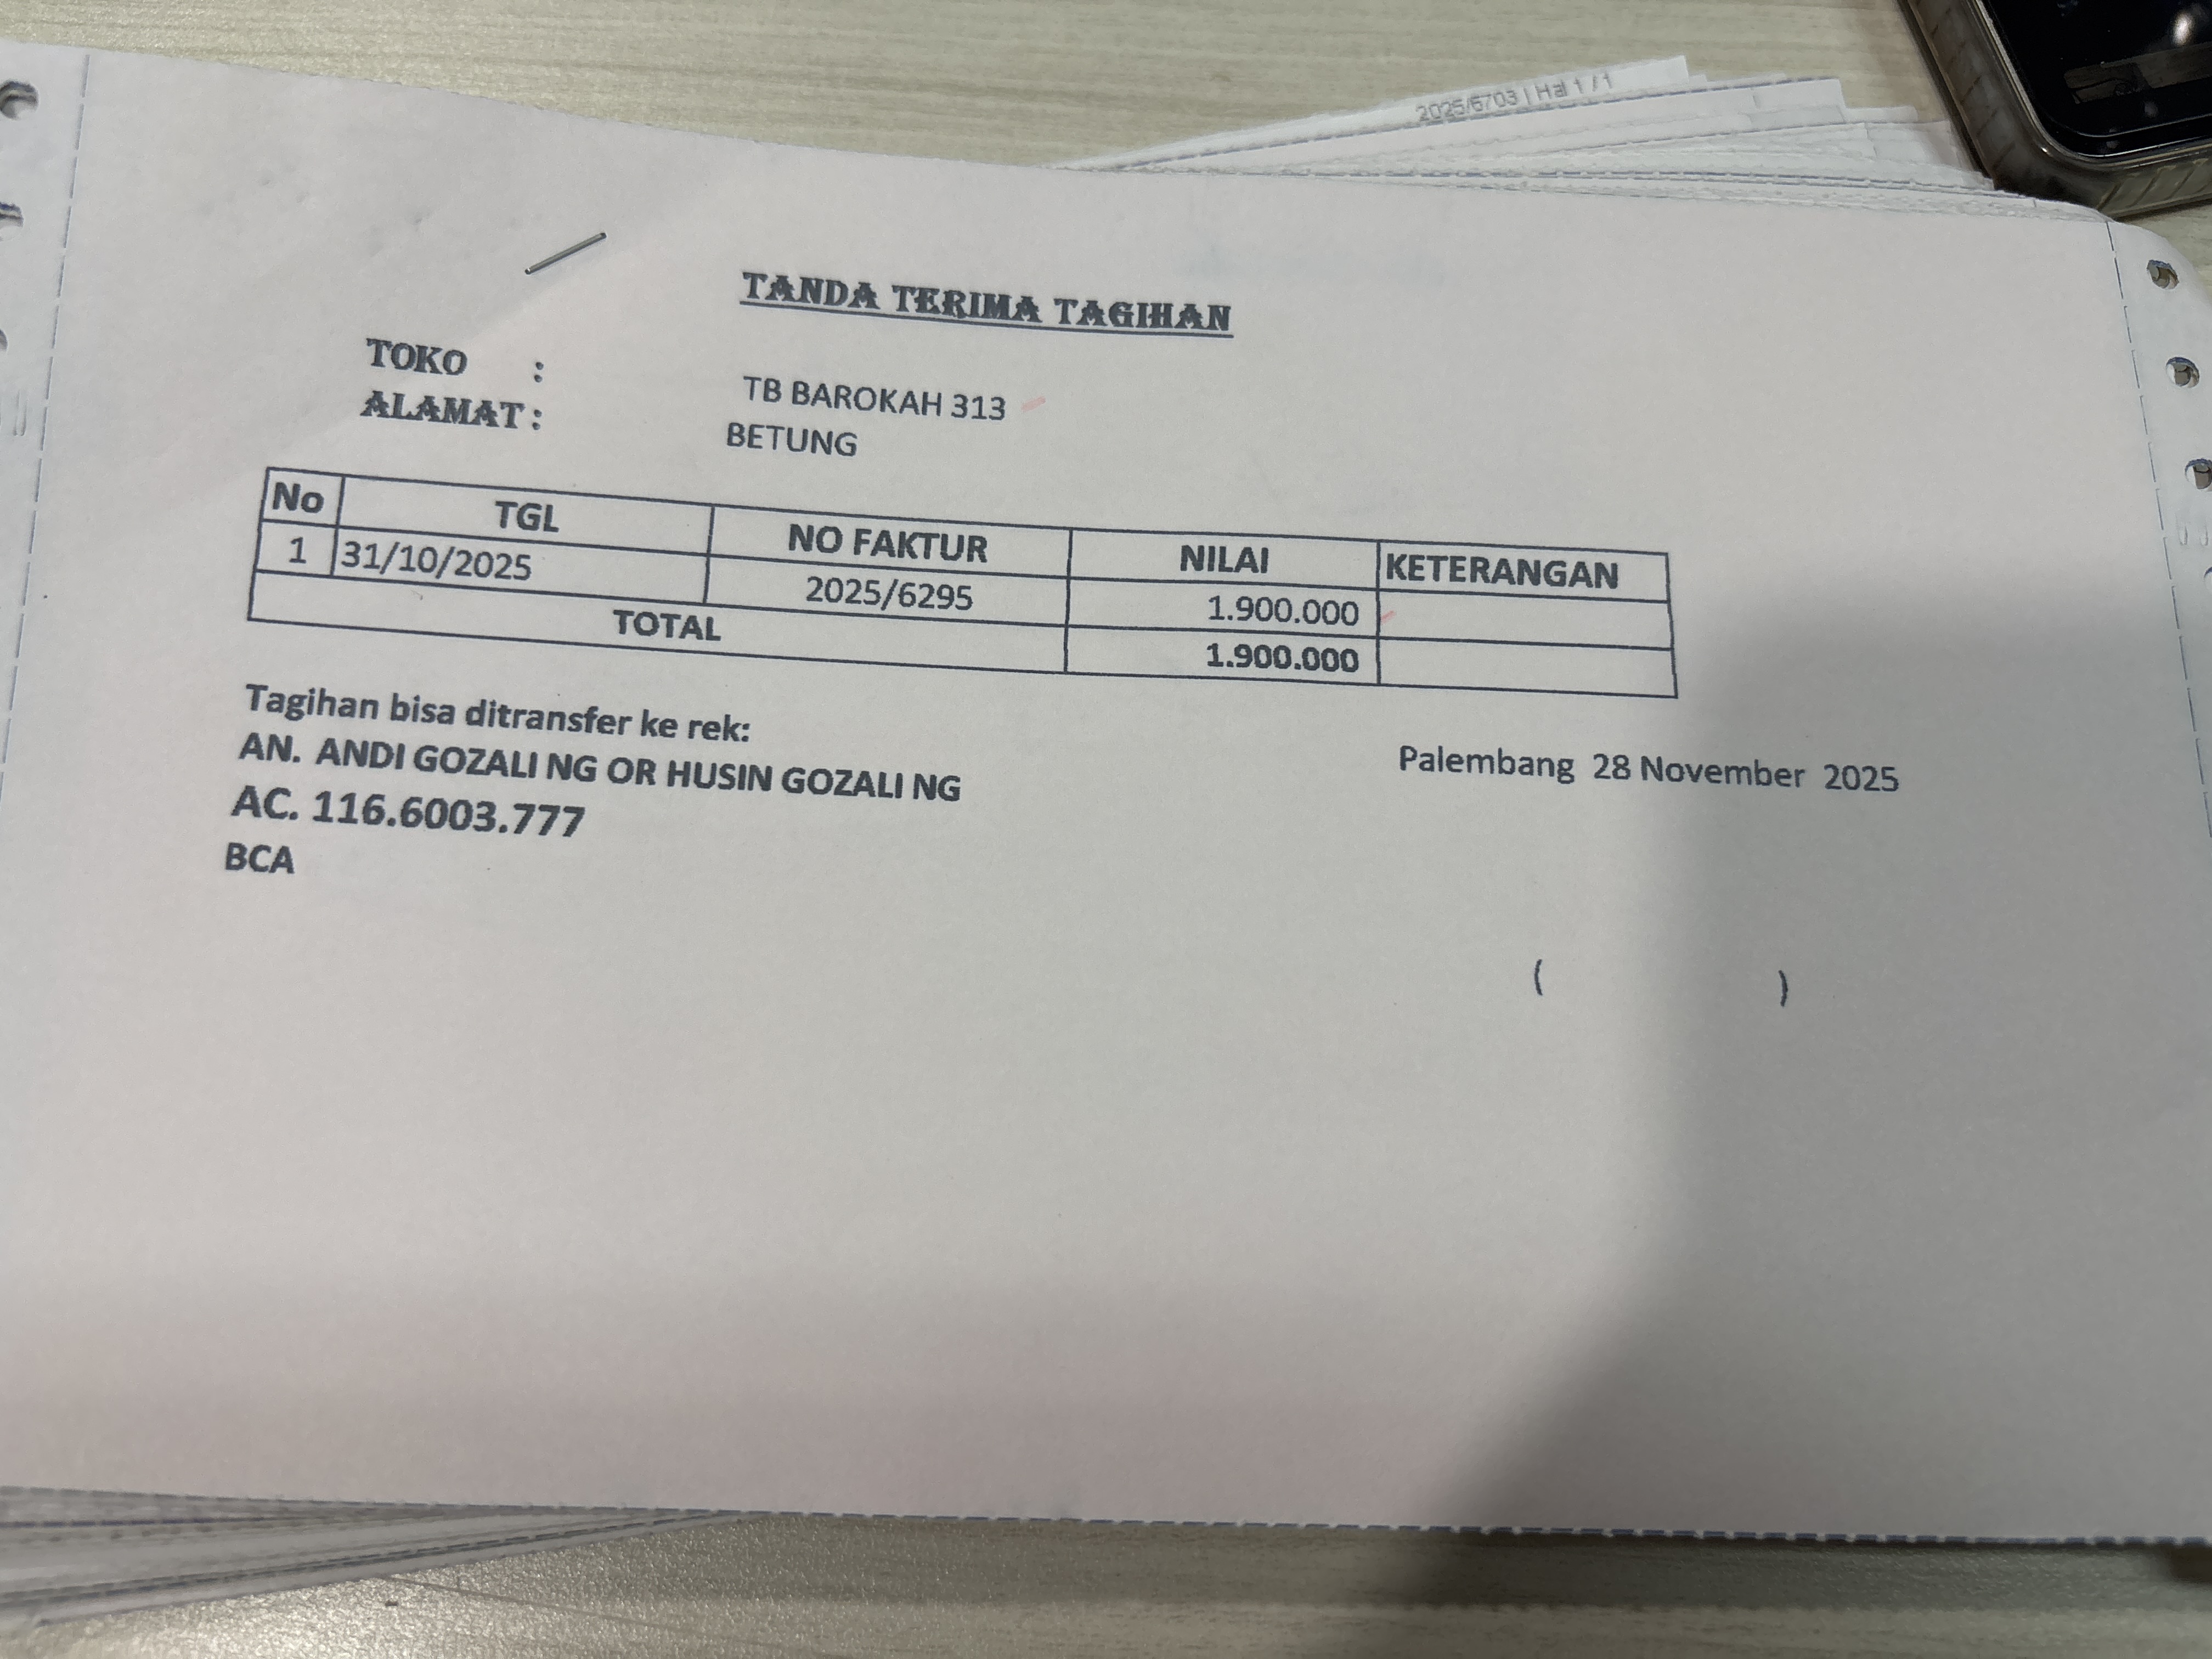 2025/6703 | Hal 1 / 1
TANDA TERIMA TAGIHAN
TOKO : TB BAROKAH 313
ALAMAT : BETUNG
No TGL NO FAKTUR NILAI KETERANGAN
1 31/10/2025 2025/6295 1.900.000
TOTAL 1.900.000
Tagihan bisa ditransfer ke rek:
AN. ANDI GOZALI NG OR HUSIN GOZALI NG
AC. 116.6003.777
BCA
Palembang 28 November 2025
( )